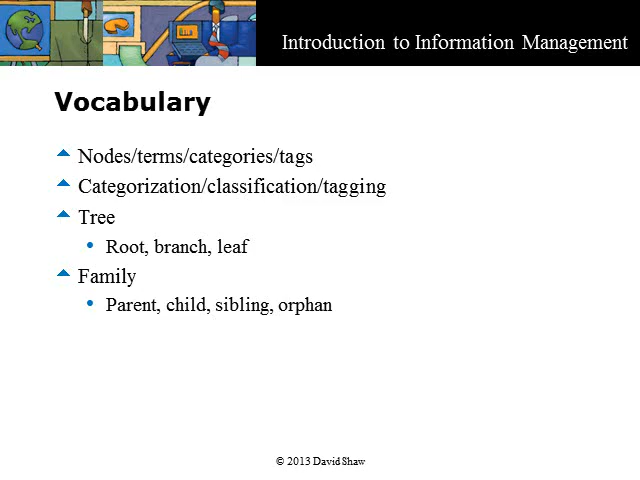 Introduction to Information Management
Vocabulary
Nodes/terms/categories/tags
Categorization/classification/tagging
Tree
Root, branch, leaf
Family
Parent, child, sibling, orphan
© 2013 David Shaw